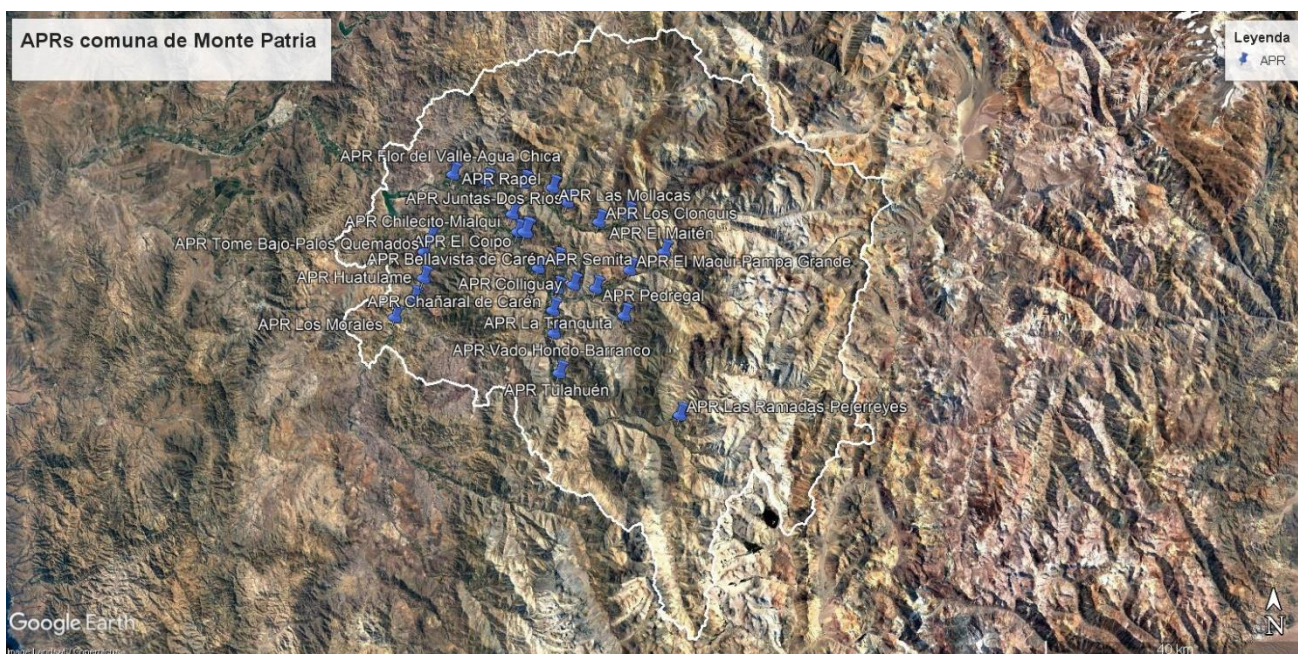 APRs comuna de Monte Patria
Leyenda
APR
APR Flor del Valle-Agua Chica
APR Rapel
APR Juntas-Dos Ríos
APR Las Mollacas
APR Chilecito-Mialqui
APR Los Clonquis
APR El Maitén
APR Tome Bajo-Palos Quemados
APR El Coipo
APR Bellavista de Carén
APR Semita
APR El Maqui-Pampa Grande
APR Huatulame
APR Colliguay
APR Pedregal
APR Chañaral de Carén
APR Los Morales
APR La Tranquita
APR Vado Hondo-Barranco
APR Tulahuén
APR Las Ramadas Pejerreyes
Google Earth
Image Landsat / Copernicus
40 km
N